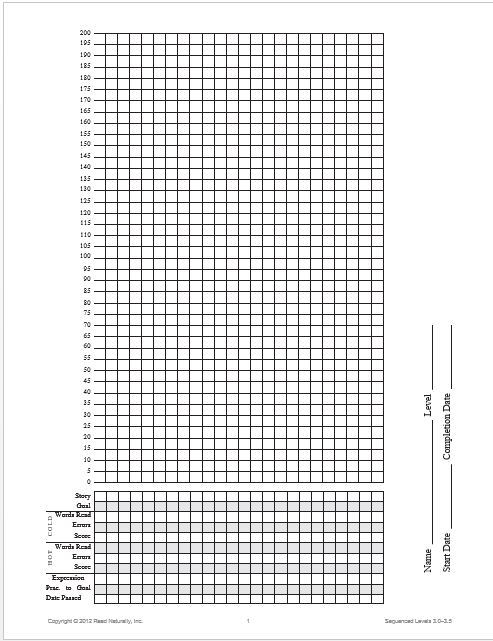 200
195
190
185
180
175
170
165
160
155
150
145
140
135
130
125
120
115
110
105
100
95
90
85
80
75
70
65
60
55
50
45
40
35
30
25
20
15
10
5
0
Story
Goal
COLD
Words Read
Errors
Score
HOT
Words Read
Errors
Score
Expression
Prac. to Goal
Date Passed
Name Level
Start Date Completion Date
Copyright © 2012 Read Naturally, Inc. 1 Sequenced Levels 3.0–3.5